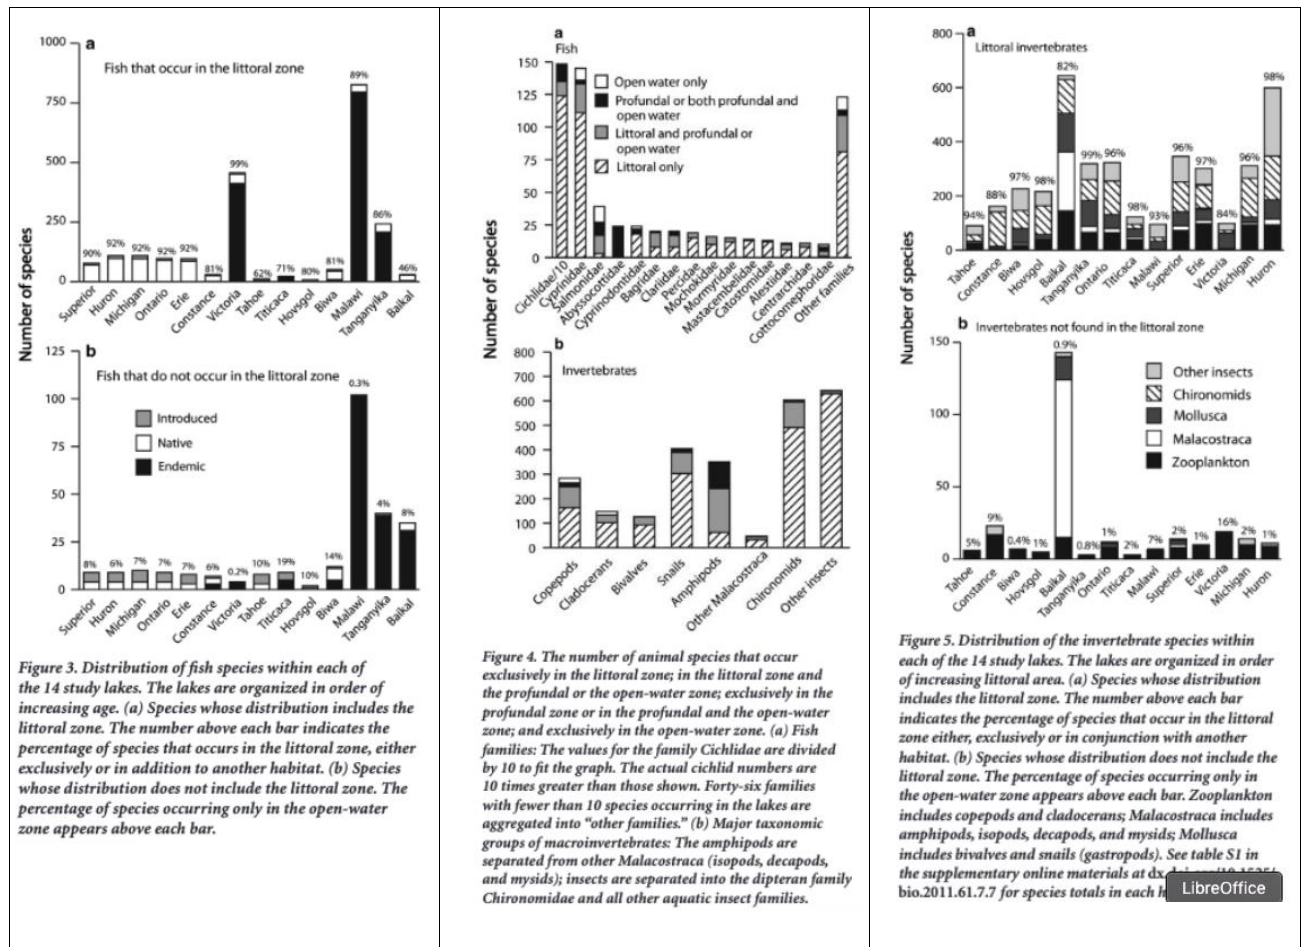 a
Fish that occur in the littoral zone
1000
750
500
250
0
90%
92%
92%
92%
92%
81%
99%
62%
71%
80%
81%
89%
86%
46%
Superior
Huron
Michigan
Ontario
Erie
Constance
Victoria
Tahoe
Titicaca
Hovsgol
Biwa
Malawi
Tanganyika
Baikal
Number of species
b
Fish that do not occur in the littoral zone
125
100
75
50
25
0
Introduced
Native
Endemic
8%
6%
7%
7%
7%
6%
0.2%
10%
19%
10%
14%
0.3%
4%
8%
Superior
Huron
Michigan
Ontario
Erie
Constance
Victoria
Tahoe
Titicaca
Hovsgol
Biwa
Malawi
Tanganyika
Baikal
Figure 3. Distribution of fish species within each of
the 14 study lakes. The lakes are organized in order of
increasing age. (a) Species whose distribution includes the
littoral zone. The number above each bar indicates the
percentage of species that occurs in the littoral zone, either
exclusively or in addition to another habitat. (b) Species
whose distribution does not include the littoral zone. The
percentage of species occurring only in the open-water
zone appears above each bar.
a
Fish
150
125
100
75
50
25
0
Open water only
Profundal or both profundal and
open water
Littoral and profundal or
open water
Littoral only
Cichlidae/10
Cyprinidae
Salmonidae
Abyssocottidae
Cyprinodontidae
Bagridae
Clariidae
Percidae
Mochokidae
Mormyridae
Mastacembelidae
Catostomidae
Alestiidae
Centrarchidae
Cottocomephoridae
Other families
Number of species
b
Invertebrates
800
700
600
500
400
300
200
100
0
Copepods
Cladocerans
Bivalves
Snails
Amphipods
Other Malacostraca
Chironomids
Other insects
Figure 4. The number of animal species that occur
exclusively in the littoral zone; in the littoral zone and
the profundal or the open-water zone; exclusively in the
profundal zone or in the profundal and the open-water
zone; and exclusively in the open-water zone. (a) Fish
families: The values for the family Cichlidae are divided
by 10 to fit the graph. The actual cichlid numbers are
10 times greater than those shown. Forty-six families
with fewer than 10 species occurring in the lakes are
aggregated into “other families.” (b) Major taxonomic
groups of macroinvertebrates: The amphipods are
separated from other Malacostraca (isopods, decapods,
and mysids); insects are separated into the dipteran family
Chironomidae and all other aquatic insect families.
a
Littoral invertebrates
800
600
400
200
0
94%
88%
97%
98%
82%
99%
96%
98%
93%
96%
97%
84%
96%
98%
Tahoe
Constance
Biwa
Hovsgol
Baikal
Tanganyika
Ontario
Titicaca
Malawi
Superior
Erie
Victoria
Michigan
Huron
Number of species
b
Invertebrates not found in the littoral zone
150
100
50
0
Other insects
Chironomids
Mollusca
Malacostraca
Zooplankton
5%
9%
0.4%
1%
0.9%
0.8%
1%
2%
7%
2%
1%
16%
2%
1%
Tahoe
Constance
Biwa
Hovsgol
Baikal
Tanganyika
Ontario
Titicaca
Malawi
Superior
Erie
Victoria
Michigan
Huron
Figure 5. Distribution of the invertebrate species within
each of the 14 study lakes. The lakes are organized in order
of increasing littoral area. (a) Species whose distribution
includes the littoral zone. The number above each bar
indicates the percentage of species that occur in the littoral
zone either, exclusively or in conjunction with another
habitat. (b) Species whose distribution does not include the
littoral zone. The percentage of species occurring only in
the open-water zone appears above each bar. Zooplankton
includes copepods and cladocerans; Malacostraca includes
amphipods, isopods, decapods, and mysids; Mollusca
includes bivalves and snails (gastropods). See table S1 in
the supplementary online materials at
bio.2011.61.7.7 for species totals in each
LibreOffice